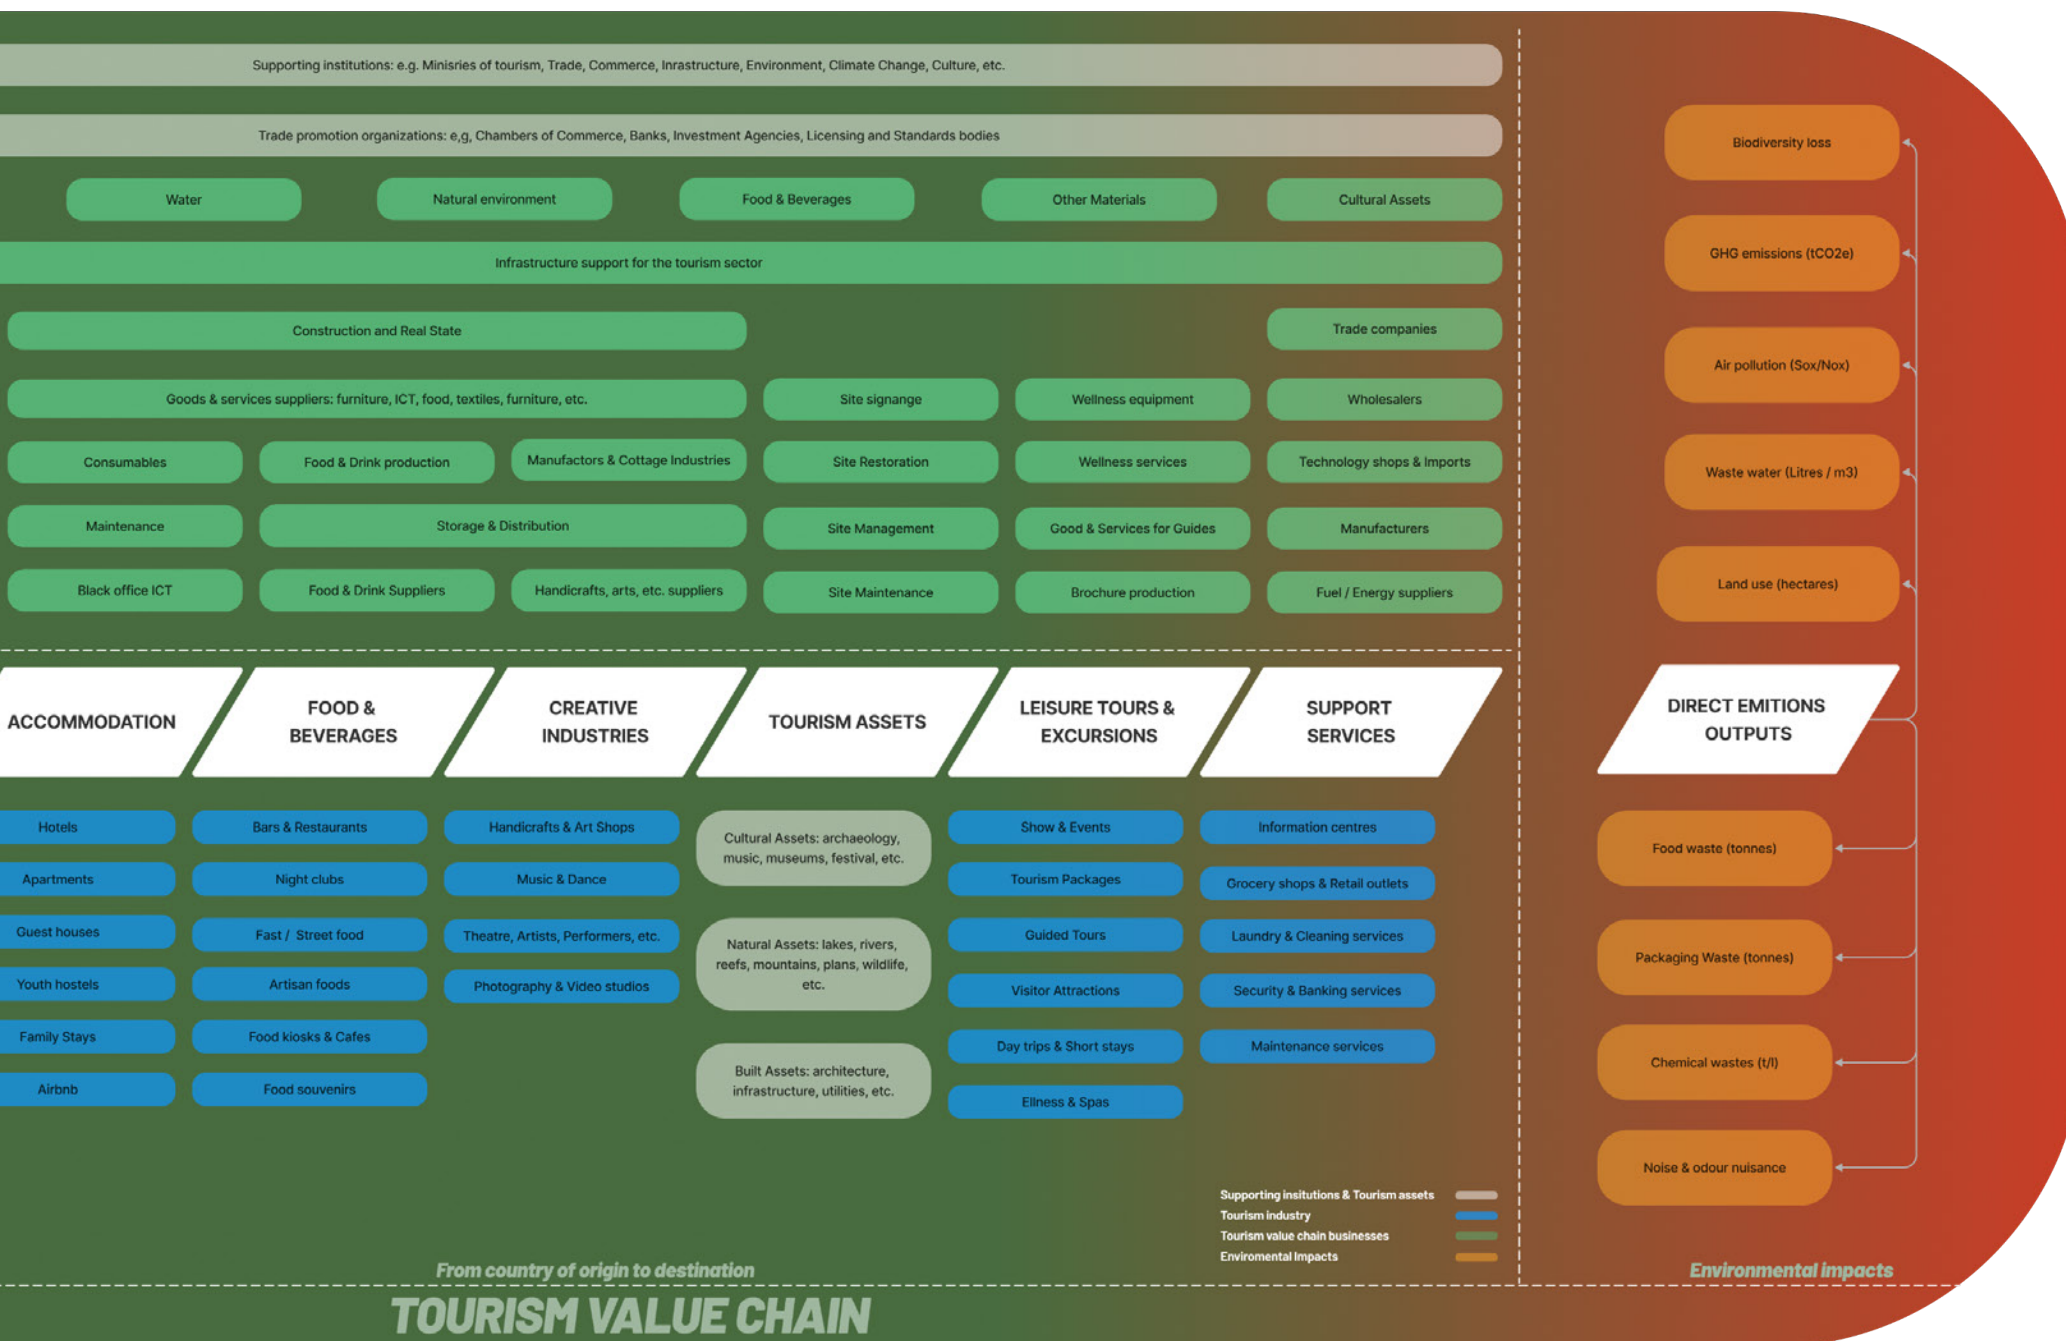 Supporting institutions: e.g. Minisries of tourism, Trade, Commerce, Inrastructure, Environment, Climate Change, Culture, etc.
Trade promotion organizations: e,g, Chambers of Commerce, Banks, Investment Agencies, Licensing and Standards bodies
Water
Natural environment
Food & Beverages
Other Materials
Cultural Assets
Infrastructure support for the tourism sector
Construction and Real State
Trade companies
Goods & services suppliers: furniture, ICT, food, textiles, furniture, etc.
Site signange
Wellness equipment
Wholesalers
Consumables
Food & Drink production
Manufactors & Cottage Industries
Site Restoration
Wellness services
Technology shops & Imports
Maintenance
Storage & Distribution
Site Management
Good & Services for Guides
Manufacturers
Black office ICT
Food & Drink Suppliers
Handicrafts, arts, etc. suppliers
Site Maintenance
Brochure production
Fuel / Energy suppliers
ACCOMMODATION
FOOD &
BEVERAGES
CREATIVE
INDUSTRIES
TOURISM ASSETS
LEISURE TOURS &
EXCURSIONS
SUPPORT
SERVICES
Hotels
Apartments
Guest houses
Youth hostels
Family Stays
Airbnb
Bars & Restaurants
Night clubs
Fast / Street food
Artisan foods
Food kiosks & Cafes
Food souvenirs
Handicrafts & Art Shops
Music & Dance
Theatre, Artists, Performers, etc.
Photography & Video studios
Cultural Assets: archaeology,
music, museums, festival, etc.
Natural Assets: lakes, rivers,
reefs, mountains, plans, wildlife,
etc.
Built Assets: architecture,
infrastructure, utilities, etc.
Show & Events
Tourism Packages
Guided Tours
Visitor Attractions
Day trips & Short stays
Ellness & Spas
Information centres
Grocery shops & Retail outlets
Laundry & Cleaning services
Security & Banking services
Maintenance services
Biodiversity loss
GHG emissions (tCO2e)
Air pollution (Sox/Nox)
Waste water (Litres / m3)
Land use (hectares)
DIRECT EMITIONS
OUTPUTS
Food waste (tonnes)
Packaging Waste (tonnes)
Chemical wastes (t/l)
Noise & odour nuisance
Supporting insitutions & Tourism assets
Tourism industry
Tourism value chain businesses
Enviromental Impacts
From country of origin to destination
Environmental impacts
TOURISM VALUE CHAIN